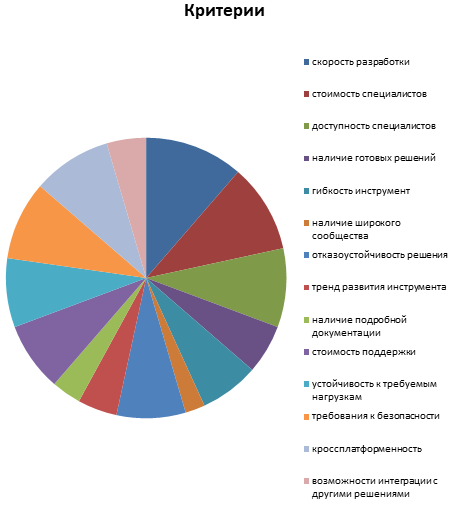 Критерии
скорость разработки
стоимость специалистов
доступность специалистов
наличие готовых решений
гибкость инструмент
наличие широкого
сообщества
отказоустойчивость решения
тренд развития инструмента
наличие подробной
документации
стоимость поддержки
устойчивость к требуемым
нагрузкам
требования к безопасности
кроссплатформенность
возможности интеграции с
другими решениями